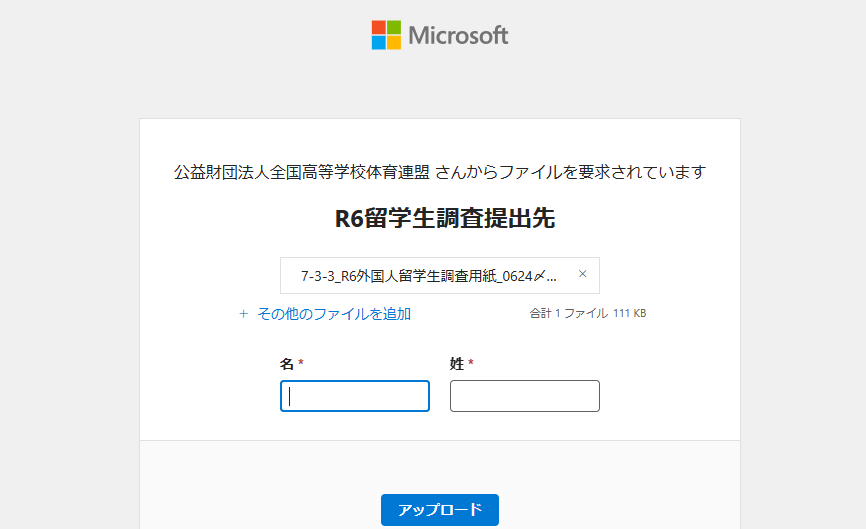 Microsoft
公益財団法人全国高等学校体育連盟 さんからファイルを要求されています
R6留学生調査提出先
7-3-3_R6外国人留学生調査用紙_0624〆... ×
+ その他のファイルを追加 合計 1 ファイル 111 KB
名 * 姓 *
アップロード